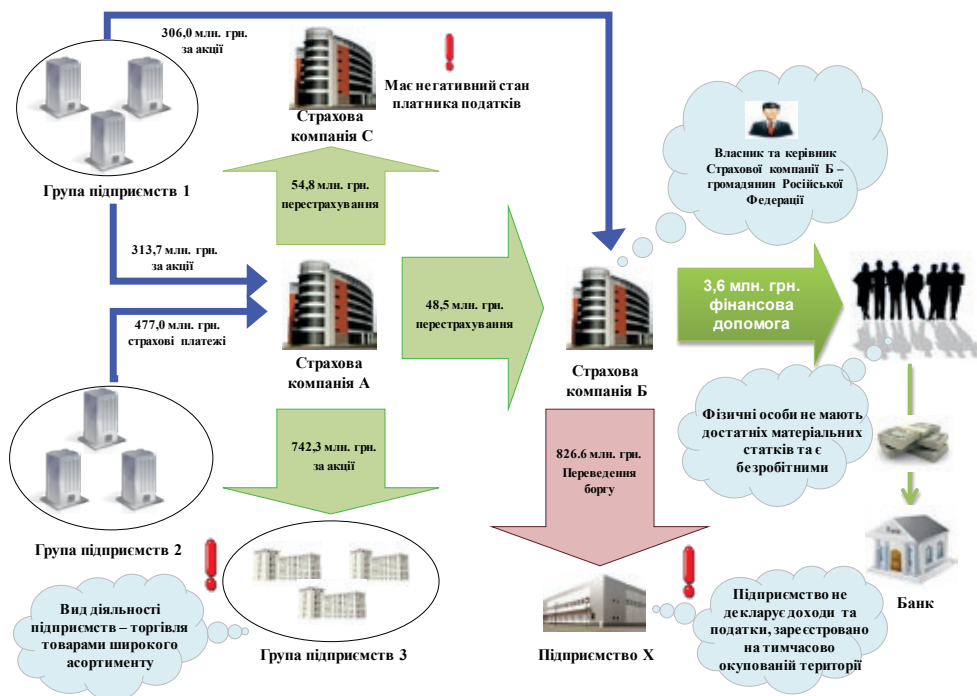 306,0 млн. грн.
за акції
Група підприємств 1
Страхова
компанія С
Має негативний стан
платника податків
Власник та керівник
Страхової компанії Б –
громадянин Російської
Федерації
54,8 млн. грн.
перестрахування
313,7 млн. грн.
за акції
477,0 млн. грн.
страхові платежі
Страхова
компанія А
48,5 млн. грн.
перестрахування
Страхова
компанія Б
3,6 млн. грн.
фінансова
допомога
Фізичні особи не мають
достатніх матеріальних
статків та є
безробітними
742,3 млн. грн.
за акції
826.6 млн. грн.
Переведення
боргу
Група підприємств 2
Вид діяльності
підприємств – торгівля
товарами широкого
асортименту
Група підприємств 3
Підприємство Х
Підприємство не
декларує доходи та
податки, зареєстровано
на тимчасово
окупованій території
Банк